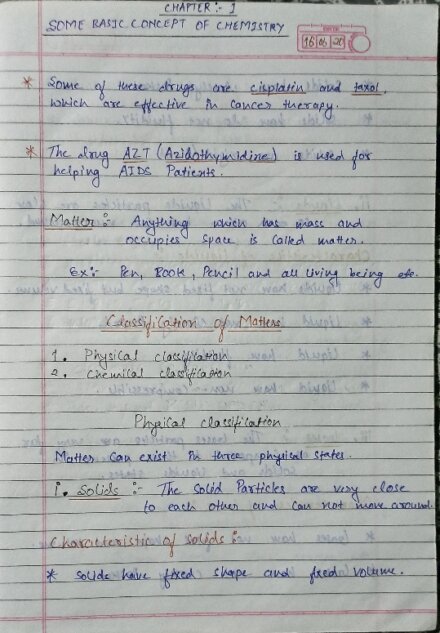 CHAPTER :- 1
SOME BASIC CONCEPT OF CHEMISTRY
DATE
16 06 20
* Some of these drugs are cisplatin and taxol,
which are effective in cancer therapy.
* The drug AZT (Azidothymidine) is used for
helping AIDS Patients.
Matter :- Anything which has mass and
occupies space is called matter.
Ex:- Pen, Book, Pencil and all living being etc.
Classification of Matters
1. Physical classification
2. Chemical classification
Physical classification
Matter Can exist in three physical states.
i. Solids :- The Solid Particles are very close
to each other and can not move around.
Characteristic of solids :
* solids have fixed shape and fixed volume.